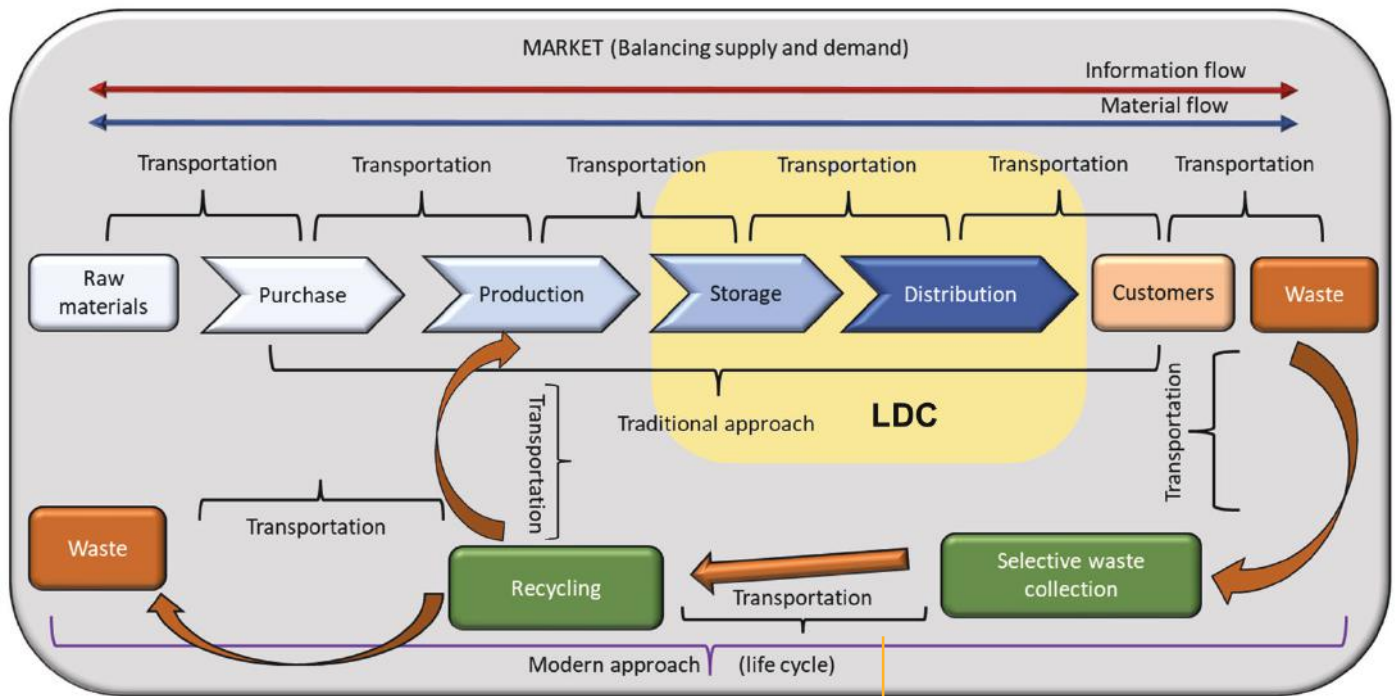 MARKET (Balancing supply and demand)
Information flow
Material flow
Transportation
Transportation
Transportation
Transportation
Transportation
Transportation
Raw
materials
Purchase
Production
Storage
Distribution
Customers
Waste
Traditional approach
LDC
Transportation
Transportation
Waste
Transportation
Recycling
Transportation
Selective waste
collection
Modern approach (life cycle)